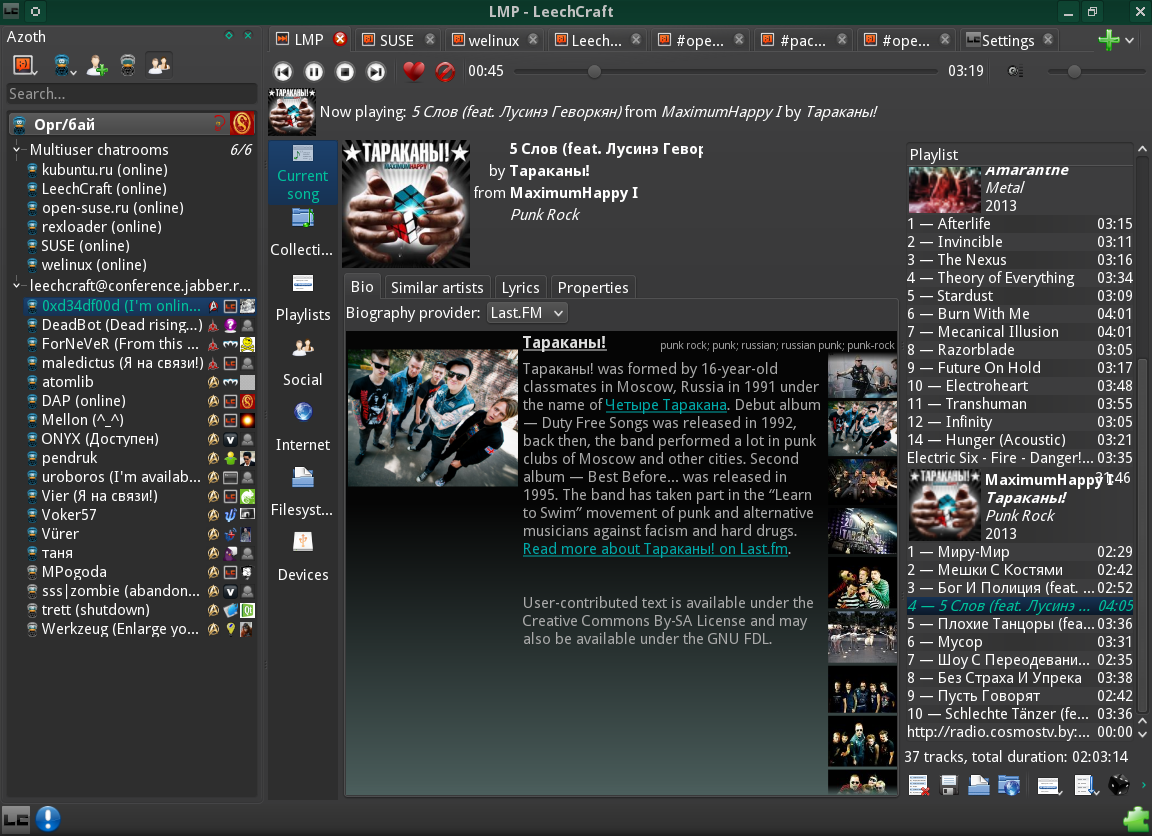 LMP - LeechCraft
Azoth
Search...
Орг/бай
Multiuser chatrooms 6/6
kubuntu.ru (online)
LeechCraft (online)
open-suse.ru (online)
rexloader (online)
SUSE (online)
welinux (online)
leechcraft@conference.jabber.r...
0xd34df00d (I'm onlin...
DeadBot (Dead rising...)
ForNeVeR (From this ...
maledictus (Я на связи!)
atomlib
DAP (online)
Mellon (^_^)
ONYX (Доступен)
pendruk
uroboros (I'm availab...
Vier (Я на связи!)
Voker57
Vürer
таня
MPogoda
sss|zombie (abandon...
trett (shutdown)
Werkzeug (Enlarge yo...
LMP
SUSE
welinux
Leech...
#ope...
#рас...
#ope...
Settings
00:45
03:19
Now playing: 5 Слов (feat. Лусинэ Геворкян) from MaximumHappy I by Тараканы!
Current song
Collecti...
Playlists
Social
Internet
Filesyst...
Devices
★ТАРАКАНЫ!★
MAXIMUMHAPPY
5 Слов (feat. Лусинэ Гевор
by Тараканы!
from MaximumHappy I
Punk Rock
Bio
Similar artists
Lyrics
Properties
Biography provider: Last.FM
Тараканы!
punk rock; punk; russian; russian punk; punk-rock
Тараканы! was formed by 16-year-old
classmates in Moscow, Russia in 1991 under
the name of Четыре Таракана. Debut album
— Duty Free Songs was released in 1992,
back then, the band performed a lot in punk
clubs of Moscow and other cities. Second
album — Best Before... was released in
1995. The band has taken part in the “Learn
to Swim” movement of punk and alternative
musicians against facism and hard drugs.
Read more about Тараканы! on Last.fm.
User-contributed text is available under the
Creative Commons By-SA License and may
also be available under the GNU FDL.
Playlist
Amaranthe
Metal
2013
1 — Afterlife 03:15
2 — Invincible 03:11
3 — The Nexus 03:16
4 — Theory of Everything 03:34
5 — Stardust 03:09
6 — Burn With Me 04:01
7 — Mecanical Illusion 04:01
8 — Razorblade 03:05
9 — Future On Hold 03:17
10 — Electroheart 03:48
11 — Transhuman 03:55
12 — Infinity 03:05
14 — Hunger (Acoustic) 03:21
Electric Six - Fire - Danger!... 03:35
MaximumHappy I 31:46
Тараканы!
Punk Rock
2013
1 — Миру-Мир 02:29
2 — Мешки С Костями 02:42
3 — Бог И Полиция (feat. ... 02:52
4 — 5 Слов (feat. Лусинэ ... 04:05
5 — Плохие Танцоры (fea... 03:36
6 — Мусор 03:31
7 — Шоу С Переодевани... 02:35
8 — Без Страха И Упрека 03:38
9 — Пусть Говорят 02:42
10 — Schlechte Tänzer (fe... 03:36
http://radio.cosmostv.by:... 00:00
37 tracks, total duration: 02:03:14